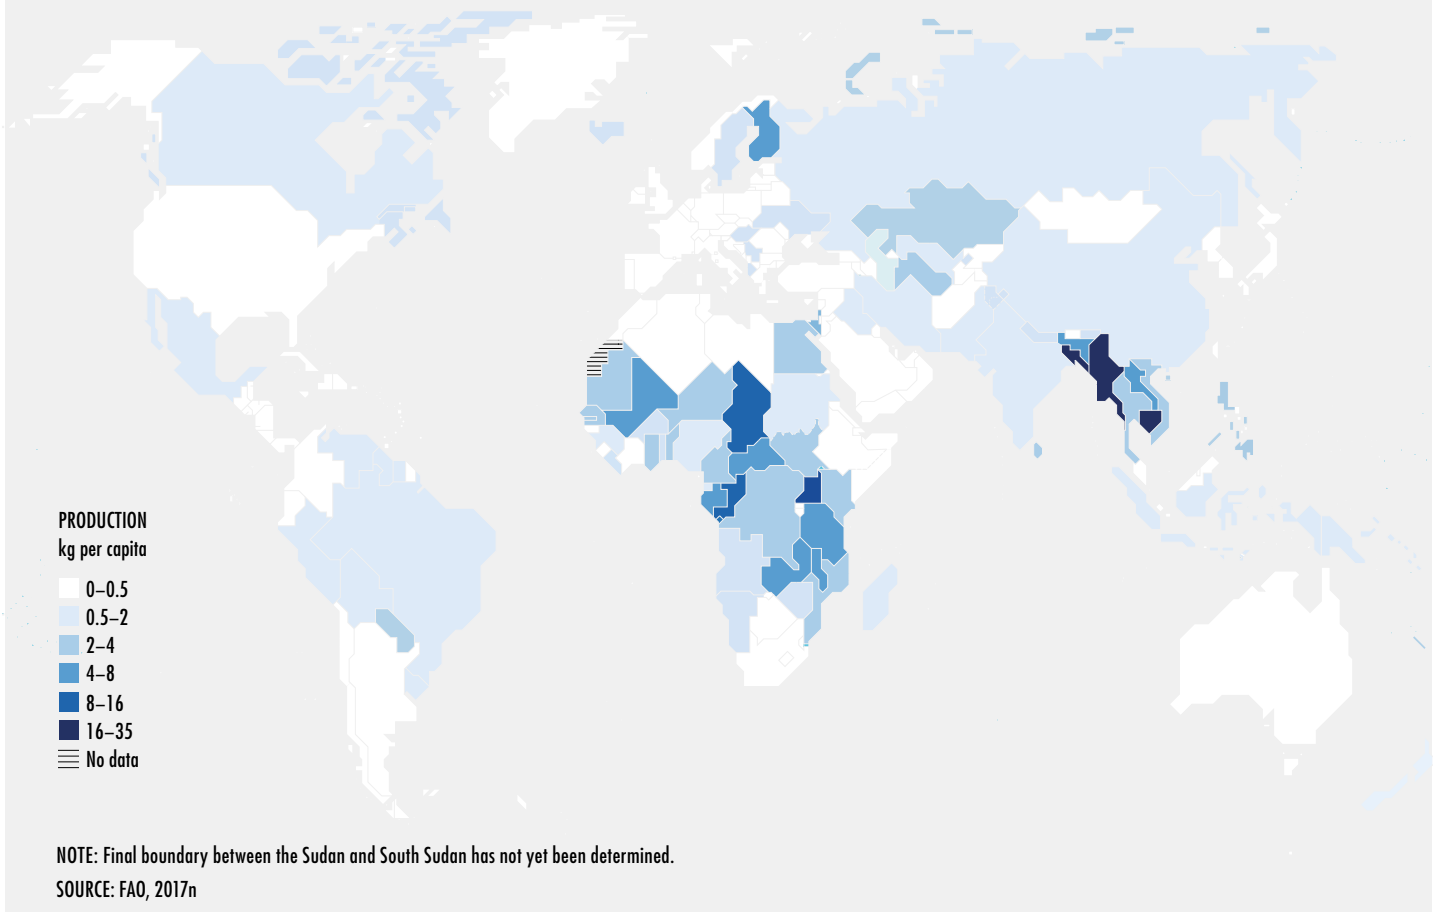 PRODUCTION
kg per capita
0–0.5
0.5–2
2–4
4–8
8–16
16–35
No data
NOTE: Final boundary between the Sudan and South Sudan has not yet been determined.
SOURCE: FAO, 2017n